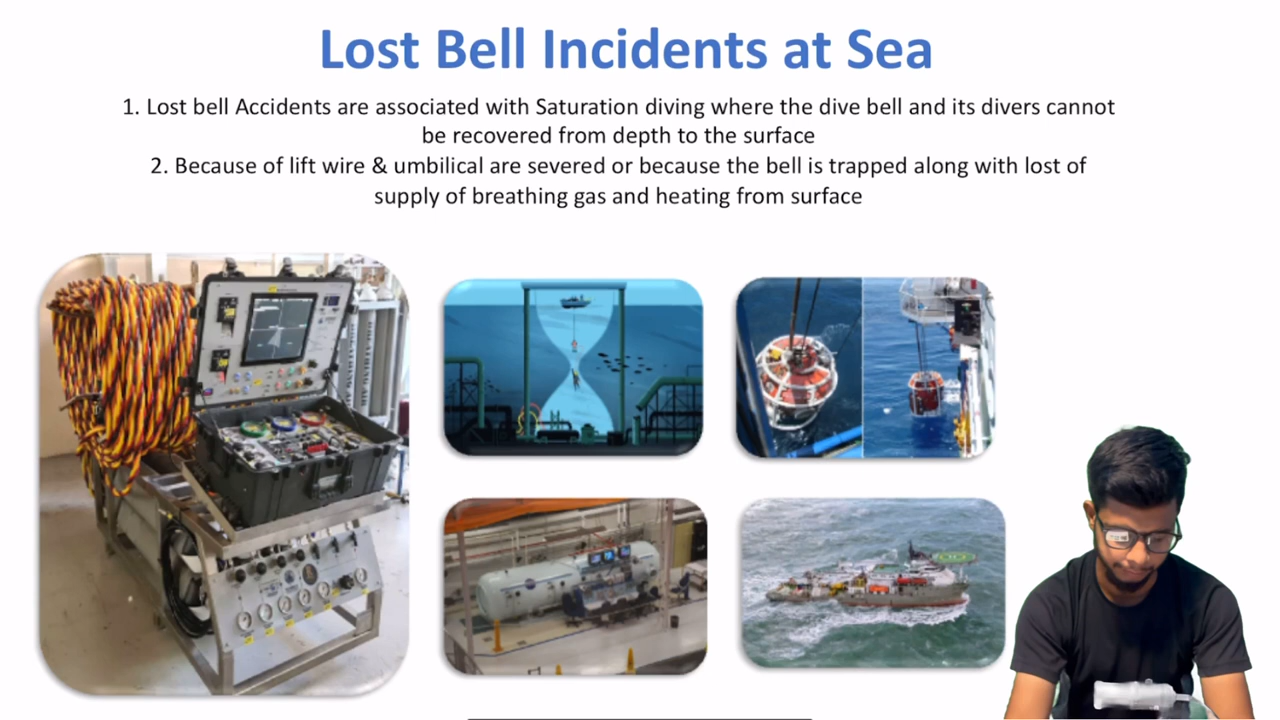 Lost Bell Incidents at Sea
1. Lost bell Accidents are associated with Saturation diving where the dive bell and its divers cannot
be recovered from depth to the surface
2. Because of lift wire & umbilical are severed or because the bell is trapped along with lost of
supply of breathing gas and heating from surface